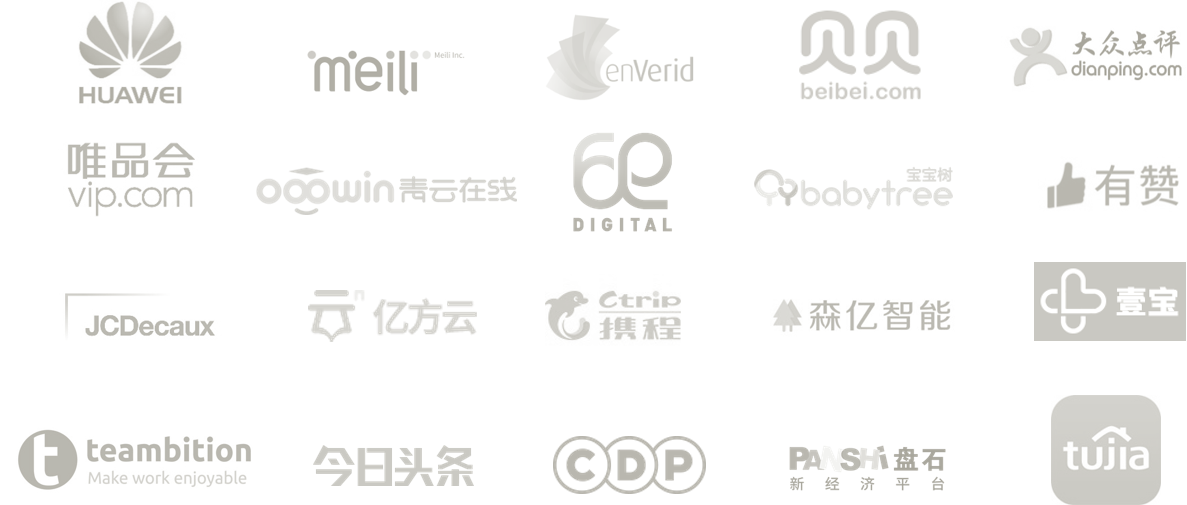 HUAWEI
meili Meili Inc.
enVerid
贝贝
beibei.com
大众点评
dianping.com
唯品会
vip.com
ogowin 青云在线
DIGITAL
宝宝树
babytree
有赞
JCDecaux
n 亿方云
Ctrip
携程
森亿智能
壹宝
t teambition
Make work enjoyable
今日头条
CDP
PANSHi 盘石
新经济平台
tujia